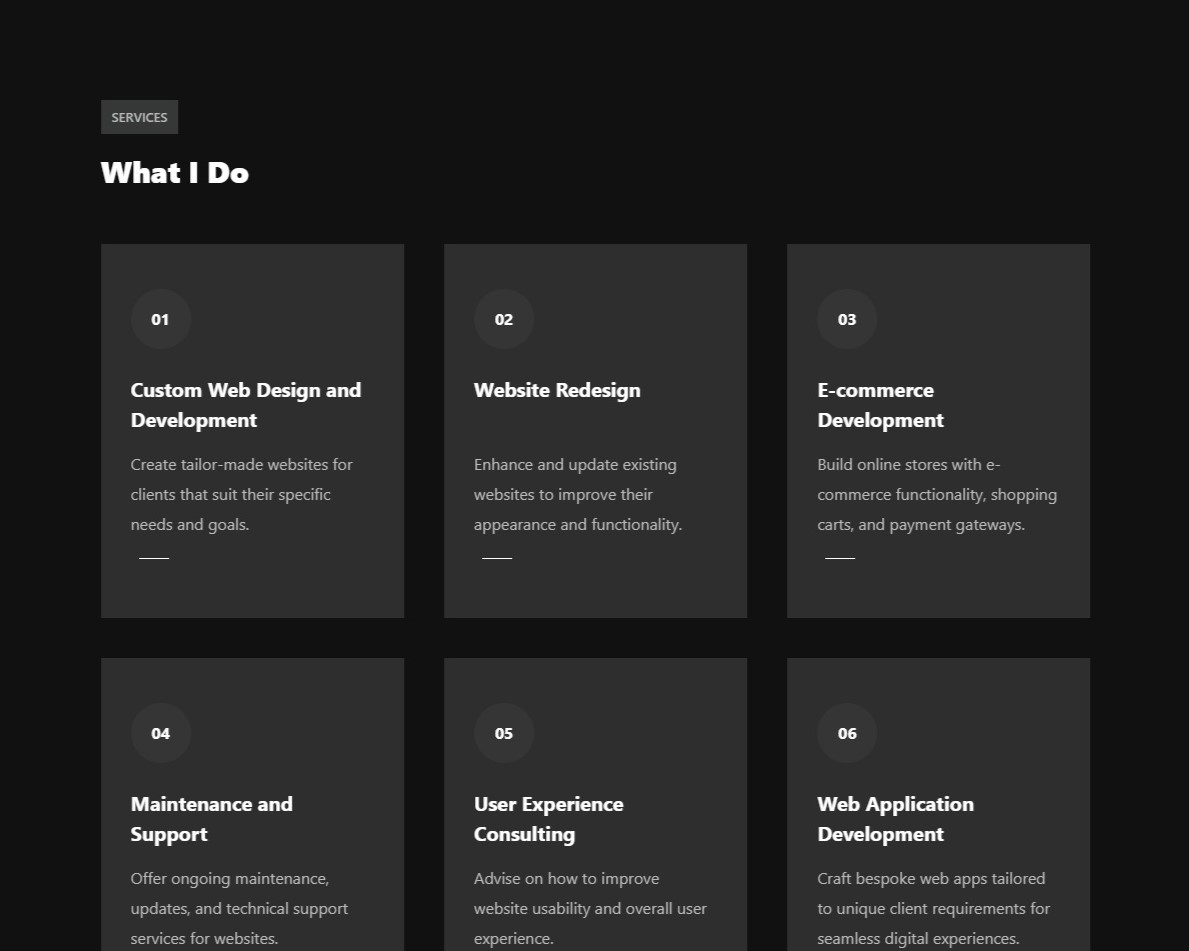 SERVICES
What I Do
01
Custom Web Design and
Development
Create tailor-made websites for
clients that suit their specific
needs and goals.
02
Website Redesign
Enhance and update existing
websites to improve their
appearance and functionality.
03
E-commerce
Development
Build online stores with e-
commerce functionality, shopping
carts, and payment gateways.
04
Maintenance and
Support
Offer ongoing maintenance,
updates, and technical support
services for websites.
05
User Experience
Consulting
Advise on how to improve
website usability and overall user
experience.
06
Web Application
Development
Craft bespoke web apps tailored
to unique client requirements for
seamless digital experiences.